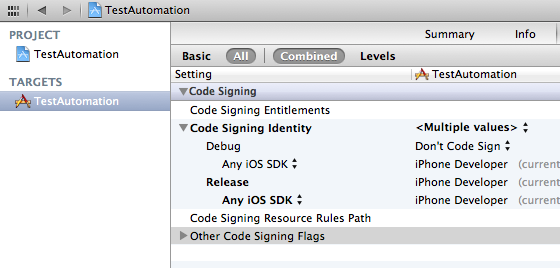 TestAutomation
PROJECT
TestAutomation
TARGETS
TestAutomation
Summary Info
Basic All Combined Levels
Setting TestAutomation
Code Signing
Code Signing Entitlements
Code Signing Identity <Multiple values>
Debug Don't Code Sign
Any iOS SDK iPhone Developer (current
Release iPhone Developer (current
Any iOS SDK iPhone Developer (current
Code Signing Resource Rules Path
Other Code Signing Flags